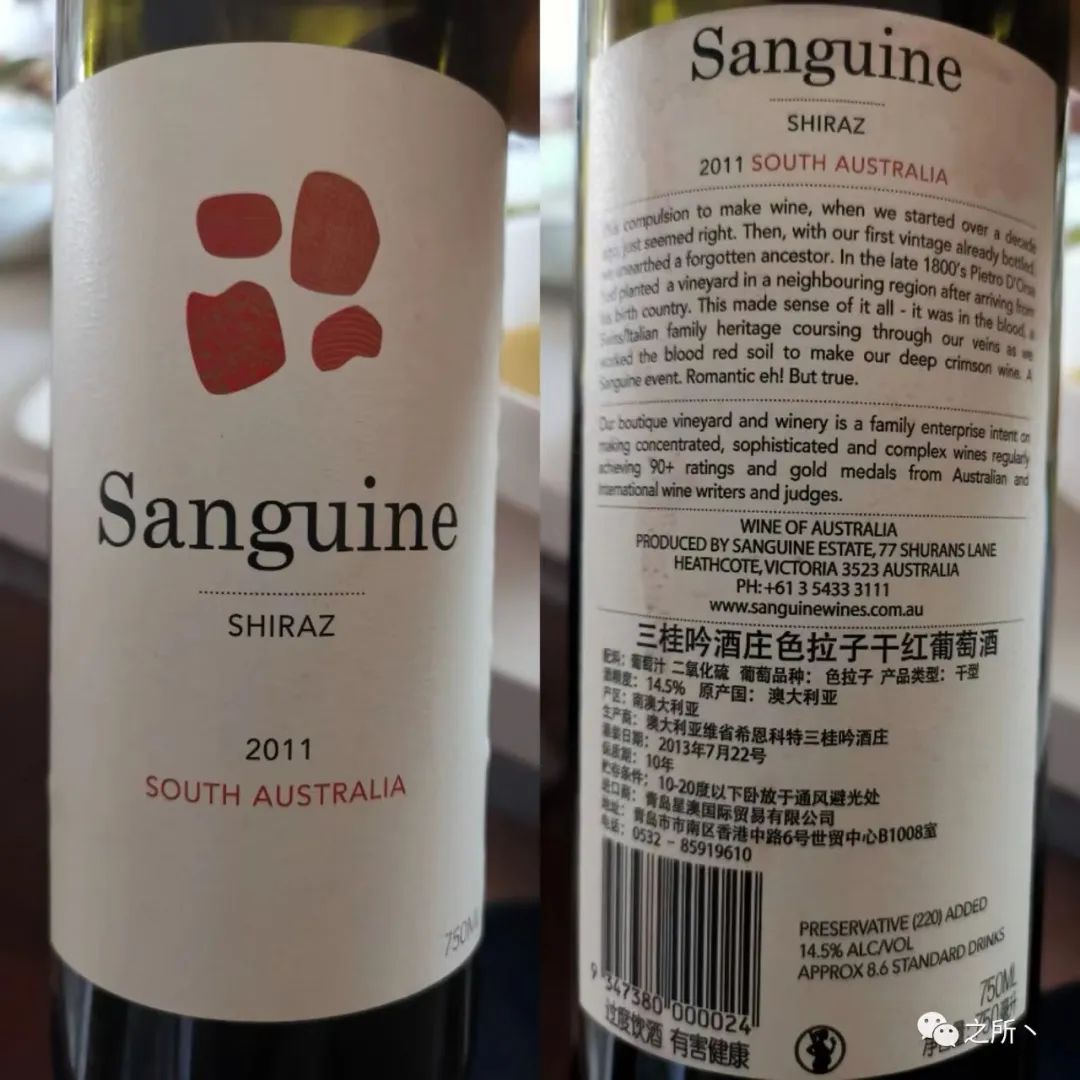 Sanguine
SHIRAZ
2011
SOUTH AUSTRALIA
750ML
Sanguine
SHIRAZ
2011 SOUTH AUSTRALIA
compulsion to make wine, when we started over a decade
just seemed right. Then, with our first vintage already bottled,
unearthed a forgotten ancestor. In the late 1800's Pietro D'Orsa
had planted a vineyard in a neighbouring region after arriving from
his birth country. This made sense of it all - it was in the blood, a
Swiss/Italian family heritage coursing through our veins as we
worked the blood red soil to make our deep crimson wine. A
Sanguine event. Romantic eh! But true.
Our boutique vineyard and winery is a family enterprise intent on
making concentrated, sophisticated and complex wines regularly
achieving 90+ ratings and gold medals from Australian and
International wine writers and judges.
WINE OF AUSTRALIA
PRODUCED BY SANGUINE ESTATE, 77 SHURANS LANE
HEATHCOTE, VICTORIA 3523 AUSTRALIA
PH: +61 3 5433 3111
www.sanguinewines.com.au
三桂吟酒庄色拉子干红葡萄酒
配料：葡萄汁 二氧化硫 葡萄品种：色拉子 产品类型：干型
酒精度：14.5% 原产国：澳大利亚
产区：南澳大利亚
生产商：澳大利亚维省希恩科特三桂吟酒庄
灌装日期：2013年7月22号
保质期：10年
贮存条件：10-20度以下卧放于通风避光处
进口商：青岛星澳国际贸易有限公司
地址：青岛市市南区香港中路6号世贸中心B1008室
电话：0532 - 85919610
PRESERVATIVE (220) ADDED
14.5% ALC/VOL
APPROX 8.6 STANDARD DRINKS
750ML
9 347380 000024
过度饮酒 有害健康
之所丶